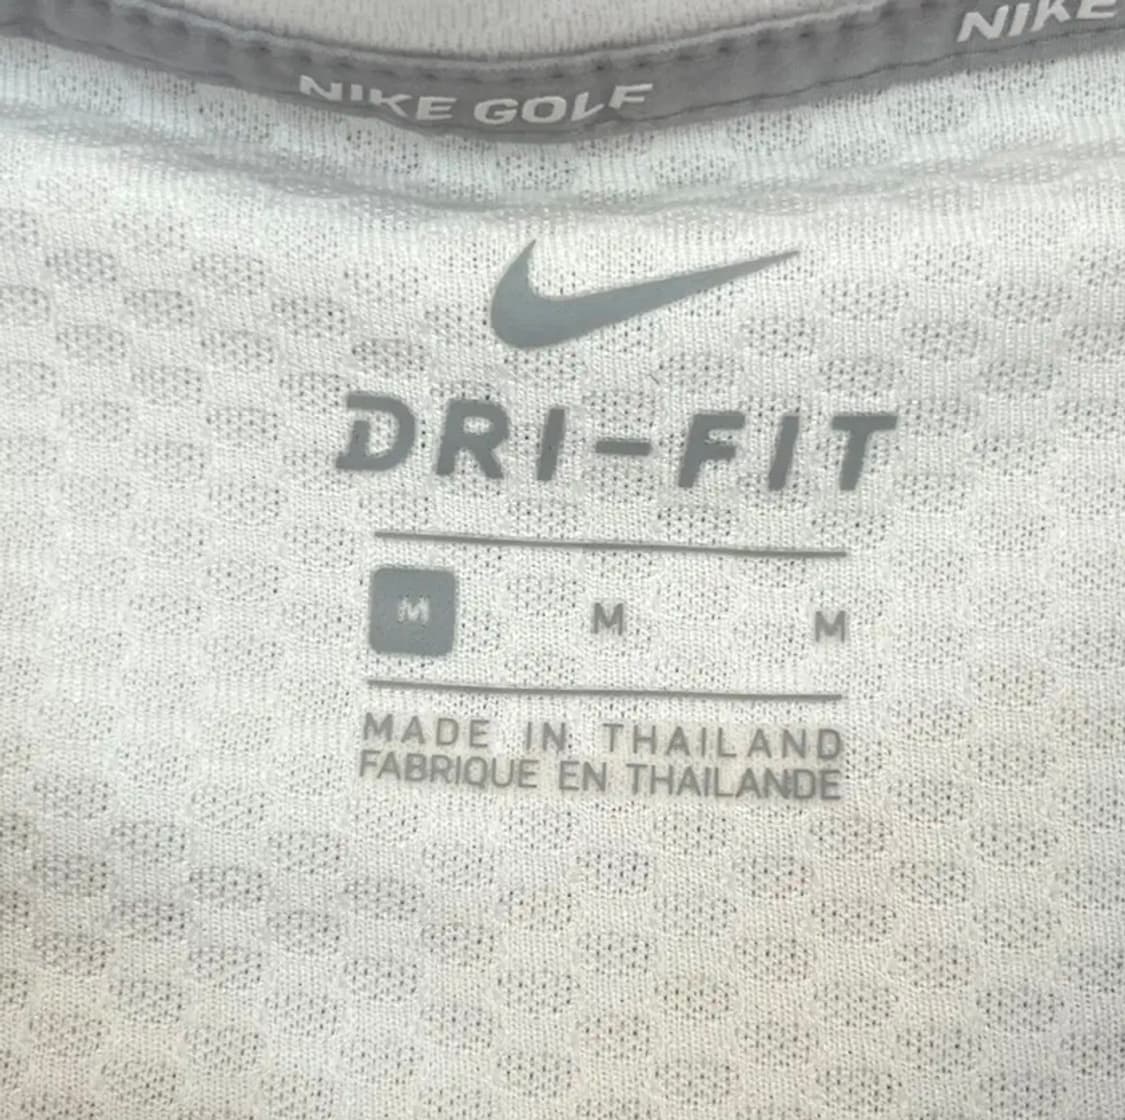 NIKE GOLF
NIKE
DRI-FIT
M M M
MADE IN THAILAND
FABRIQUE EN THAILANDE